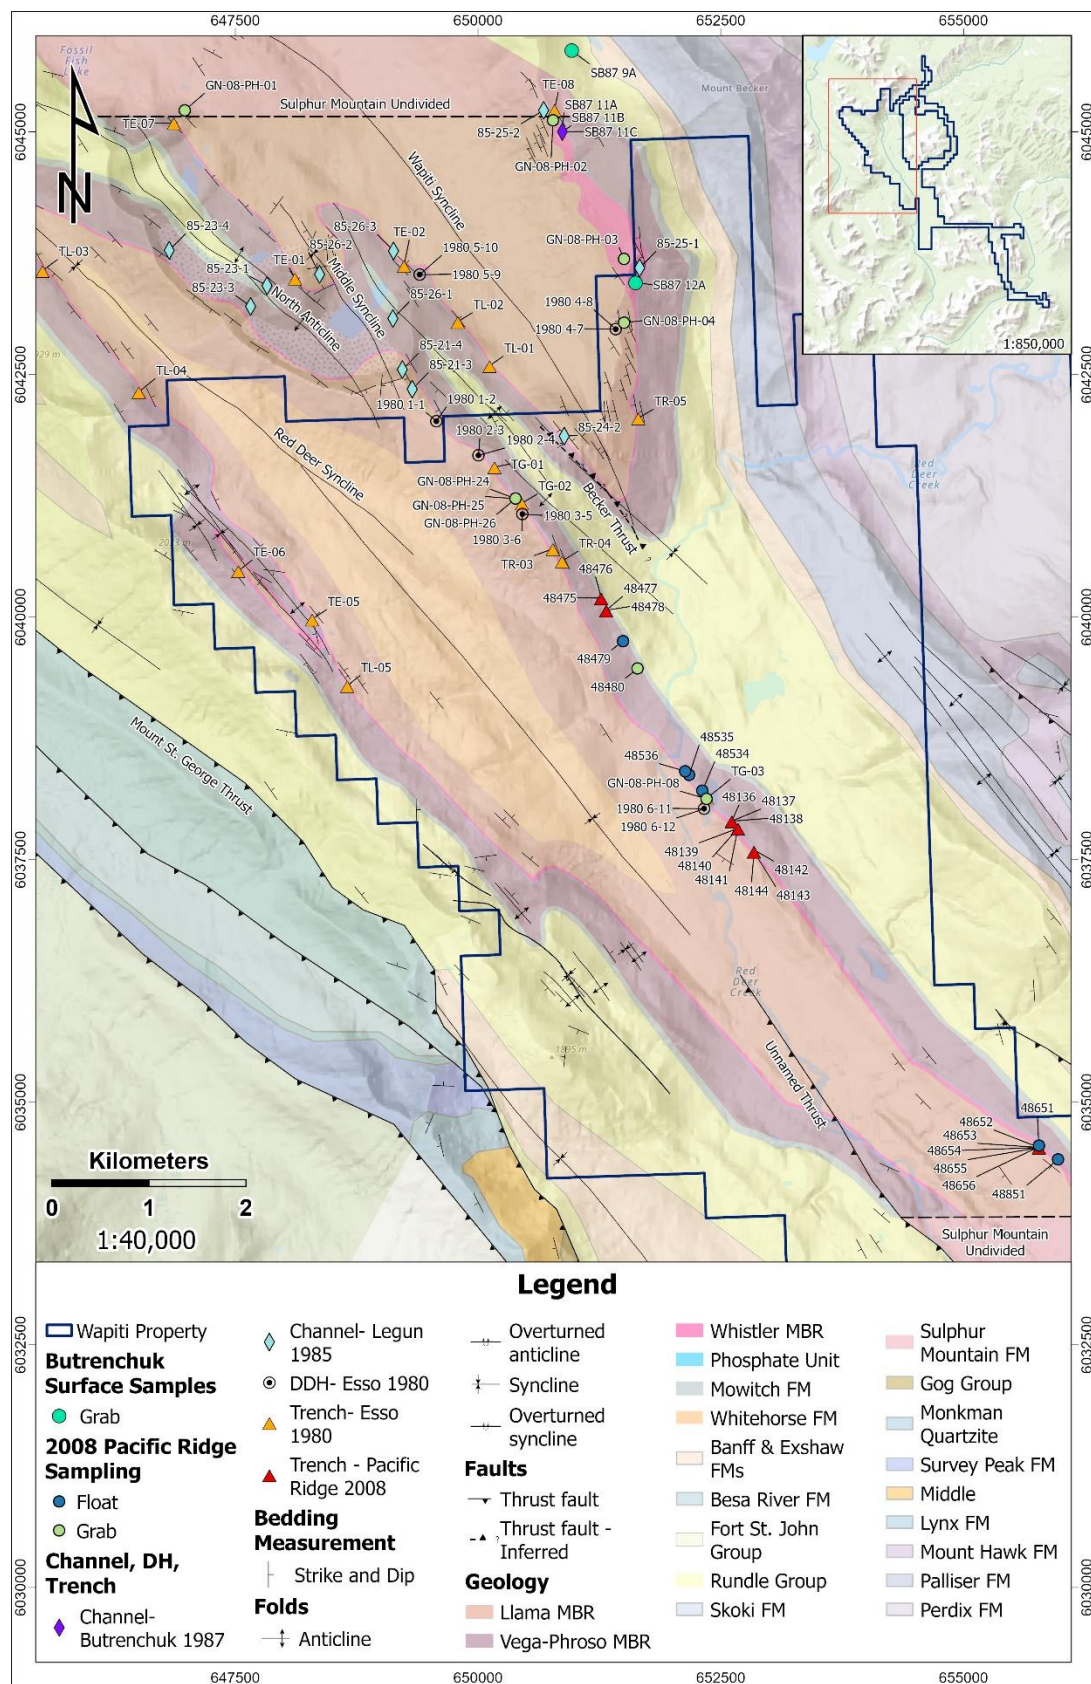 647500
650000
652500
655000
6045000
6042500
6040000
6037500
6035000
6032500
6030000
Fossil
Fish
Lake
GN-08-PH-01
Sulphur Mountain Undivided
TE-07
SB87 9A
TE-08
SB87 11A
SB87 11B
SB87 11C
85-25-2
GN-08-PH-02
Mount Becker
1:850,000
Wapiti Syncline
85-23-4
85-26-3
85-26-2
TE-02
1980 5-10
1980 5-9
TL-03
85-23-1
TE-01
85-23-3
Middle Syncline
North Anticline
85-26-1
TL-02
GN-08-PH-03
85-25-1
SB87 12A
1980 4-8
1980 4-7
GN-08-PH-04
TL-04
85-21-4
85-21-3
TL-01
1980 1-1
1980 1-2
TR-05
Red Deer Syncline
1980 2-3
1980 2-4
85-24-2
TG-01
GN-08-PH-24
GN-08-PH-25
GN-08-PH-26
TG-02
1980 3-5
1980 3-6
Becker Thrust
Red
Deer
Creek
TE-06
TR-03
TR-04
48476
48475
48477
48478
TE-05
48479
48480
TL-05
Mount St. George Thrust
48536
48535
48534
GN-08-PH-08
TG-03
1980 6-11
1980 6-12
48136
48137
48138
48139
48140
48141
48142
48144
48143
Red
Deer
Creek
1895 m
Unnamed Thrust
48651
48652
48653
48654
48655
48656
48851
Sulphur Mountain
Undivided
N
Kilometers
0 1 2
1:40,000
Legend
Wapiti Property
Butrenchuk
Surface Samples
Grab
2008 Pacific Ridge
Sampling
Float
Grab
Channel, DH,
Trench
Channel-
Butrenchuk 1987
Channel- Legun
1985
DDH- Esso 1980
Trench- Esso
1980
Trench - Pacific
Ridge 2008
Bedding
Measurement
Strike and Dip
Folds
Anticline
Overturned
anticline
Syncline
Overturned
syncline
Faults
Thrust fault
?
Thrust fault -
Inferred
Geology
Llama MBR
Vega-Phroso MBR
Whistler MBR
Phosphate Unit
Mowitch FM
Whitehorse FM
Banff & Exshaw
FMs
Besa River FM
Fort St. John
Group
Rundle Group
Skoki FM
Sulphur
Mountain FM
Gog Group
Monkman
Quartzite
Survey Peak FM
Middle
Lynx FM
Mount Hawk FM
Palliser FM
Perdix FM
6045000
6042500
6040000
6037500
6035000
6032500
6030000
647500
650000
652500
655000